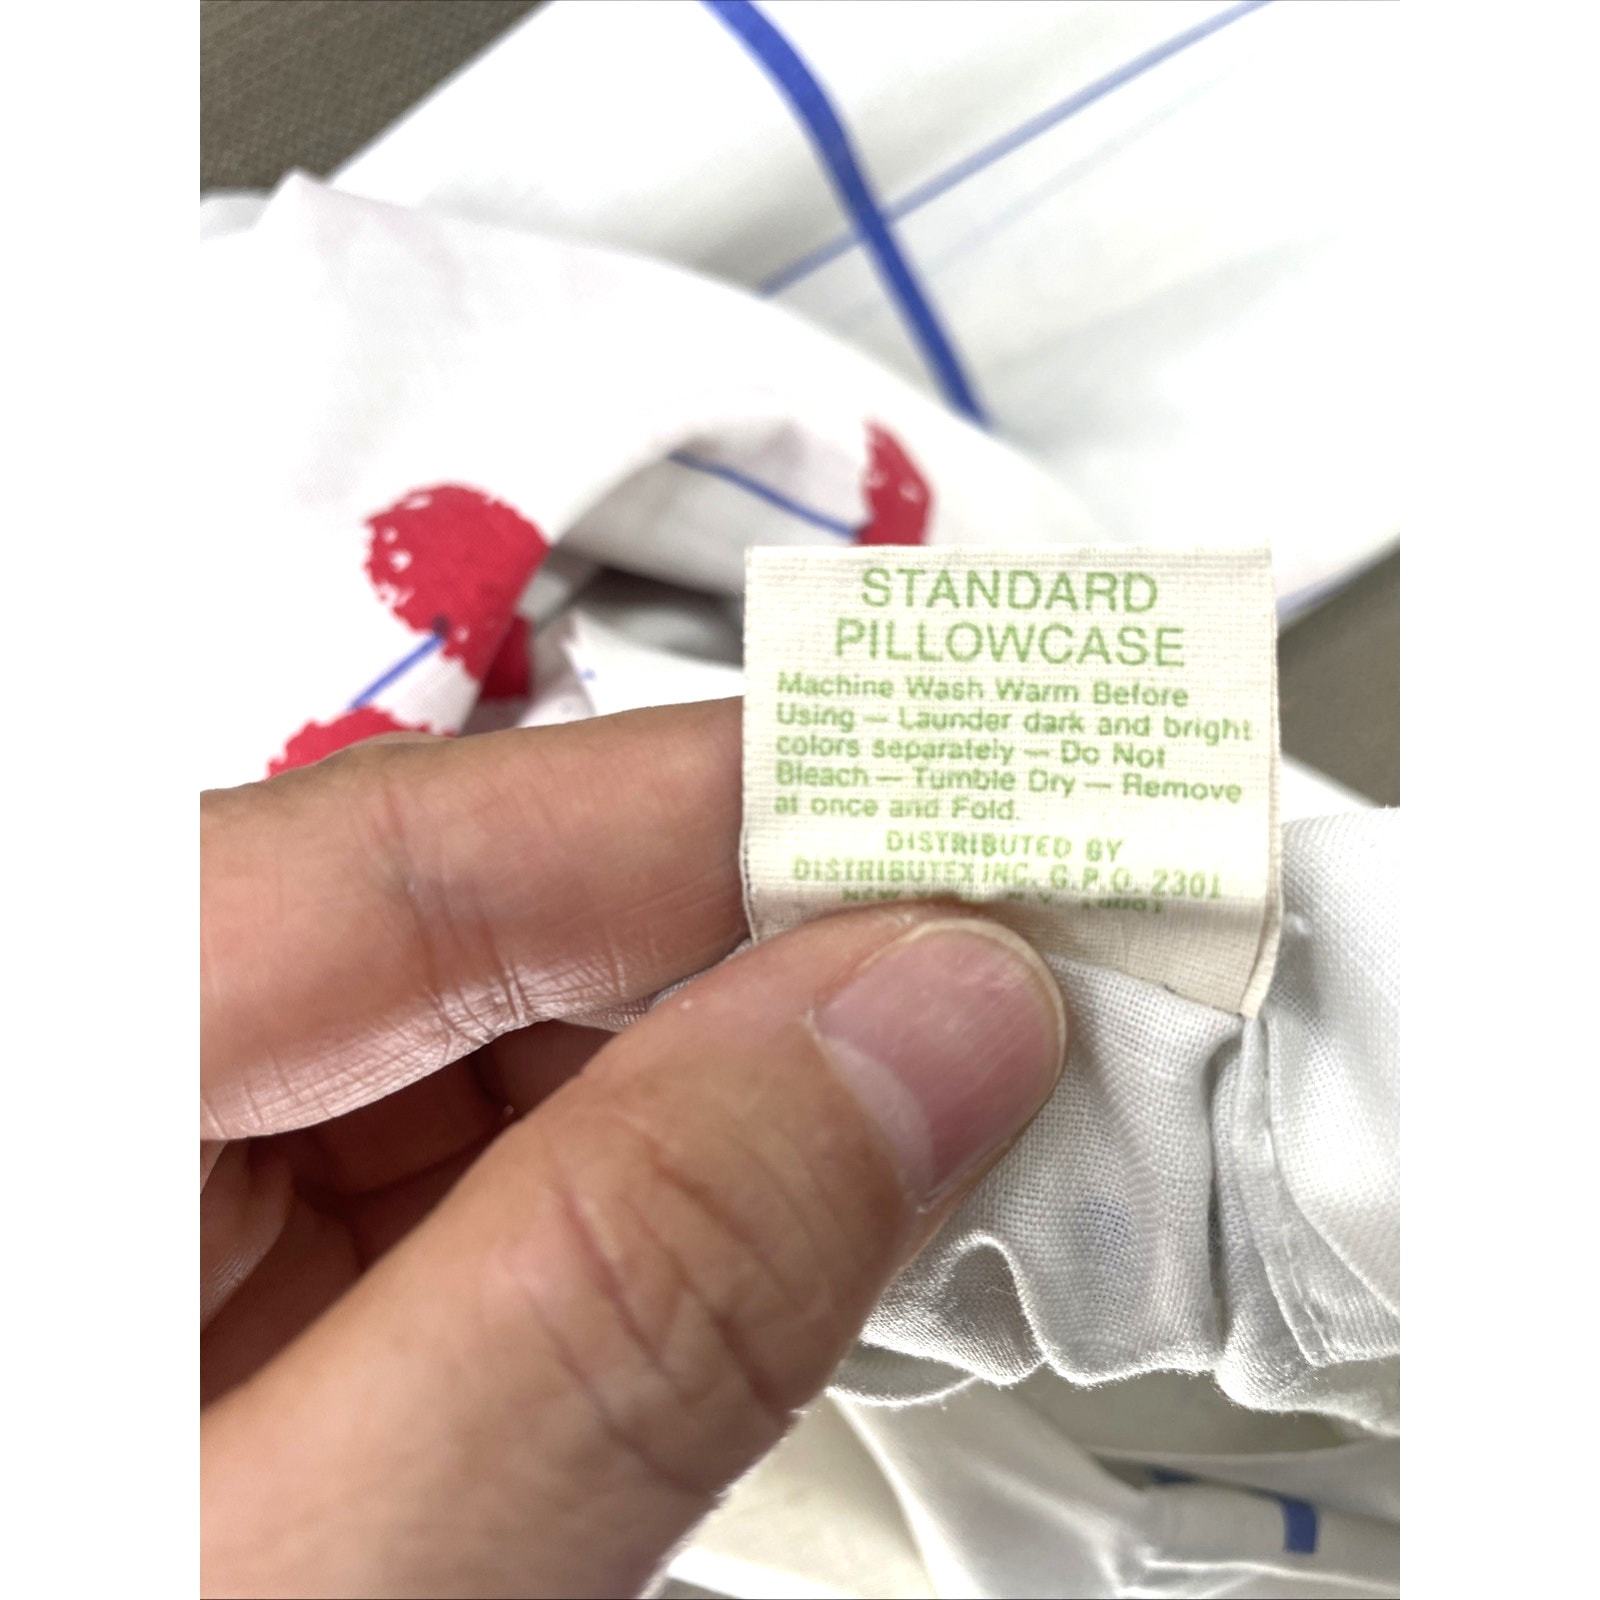 STANDARD
PILLOWCASE
Machine Wash Warm Before
Using — Launder dark and bright
colors separately — Do Not
Bleach — Tumble Dry — Remove
at once and Fold.
DISTRIBUTED BY
DISTRIBUTEX INC. G.P.O. 2301
NEW